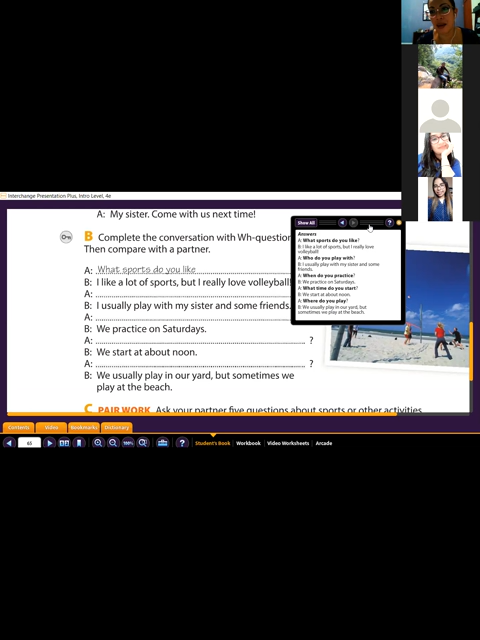 Interchange Presentation Plus. Intro Level, 4e
A: My sister. Come with us next time!
B Complete the conversation with Wh-question
Then compare with a partner.
A: What sports do you like
B: I like a lot of sports, but I really love volleyball!
A:
B: I usually play with my sister and some friends.
A:
B: We practice on Saturdays.
A: ?
B: We start at about noon.
A: ?
B: We usually play in our yard, but sometimes we
play at the beach.
C PAIR WORK Ask your partner five questions about sports or other activities
Show All
?
Answers
A: What sports do you like?
B: I like a lot of sports, but I really love
volleyball!
A: Who do you play with?
B: I usually play with my sister and some
friends.
A: When do you practice?
B: We practice on Saturdays.
A: What time do you start?
B: We start at about noon.
A: Where do you play?
B: We usually play in our yard, but
sometimes we play at the beach.
Contents Video Bookmarks Dictionary
65 100% ? Student's Book Workbook Video Worksheets Arcade